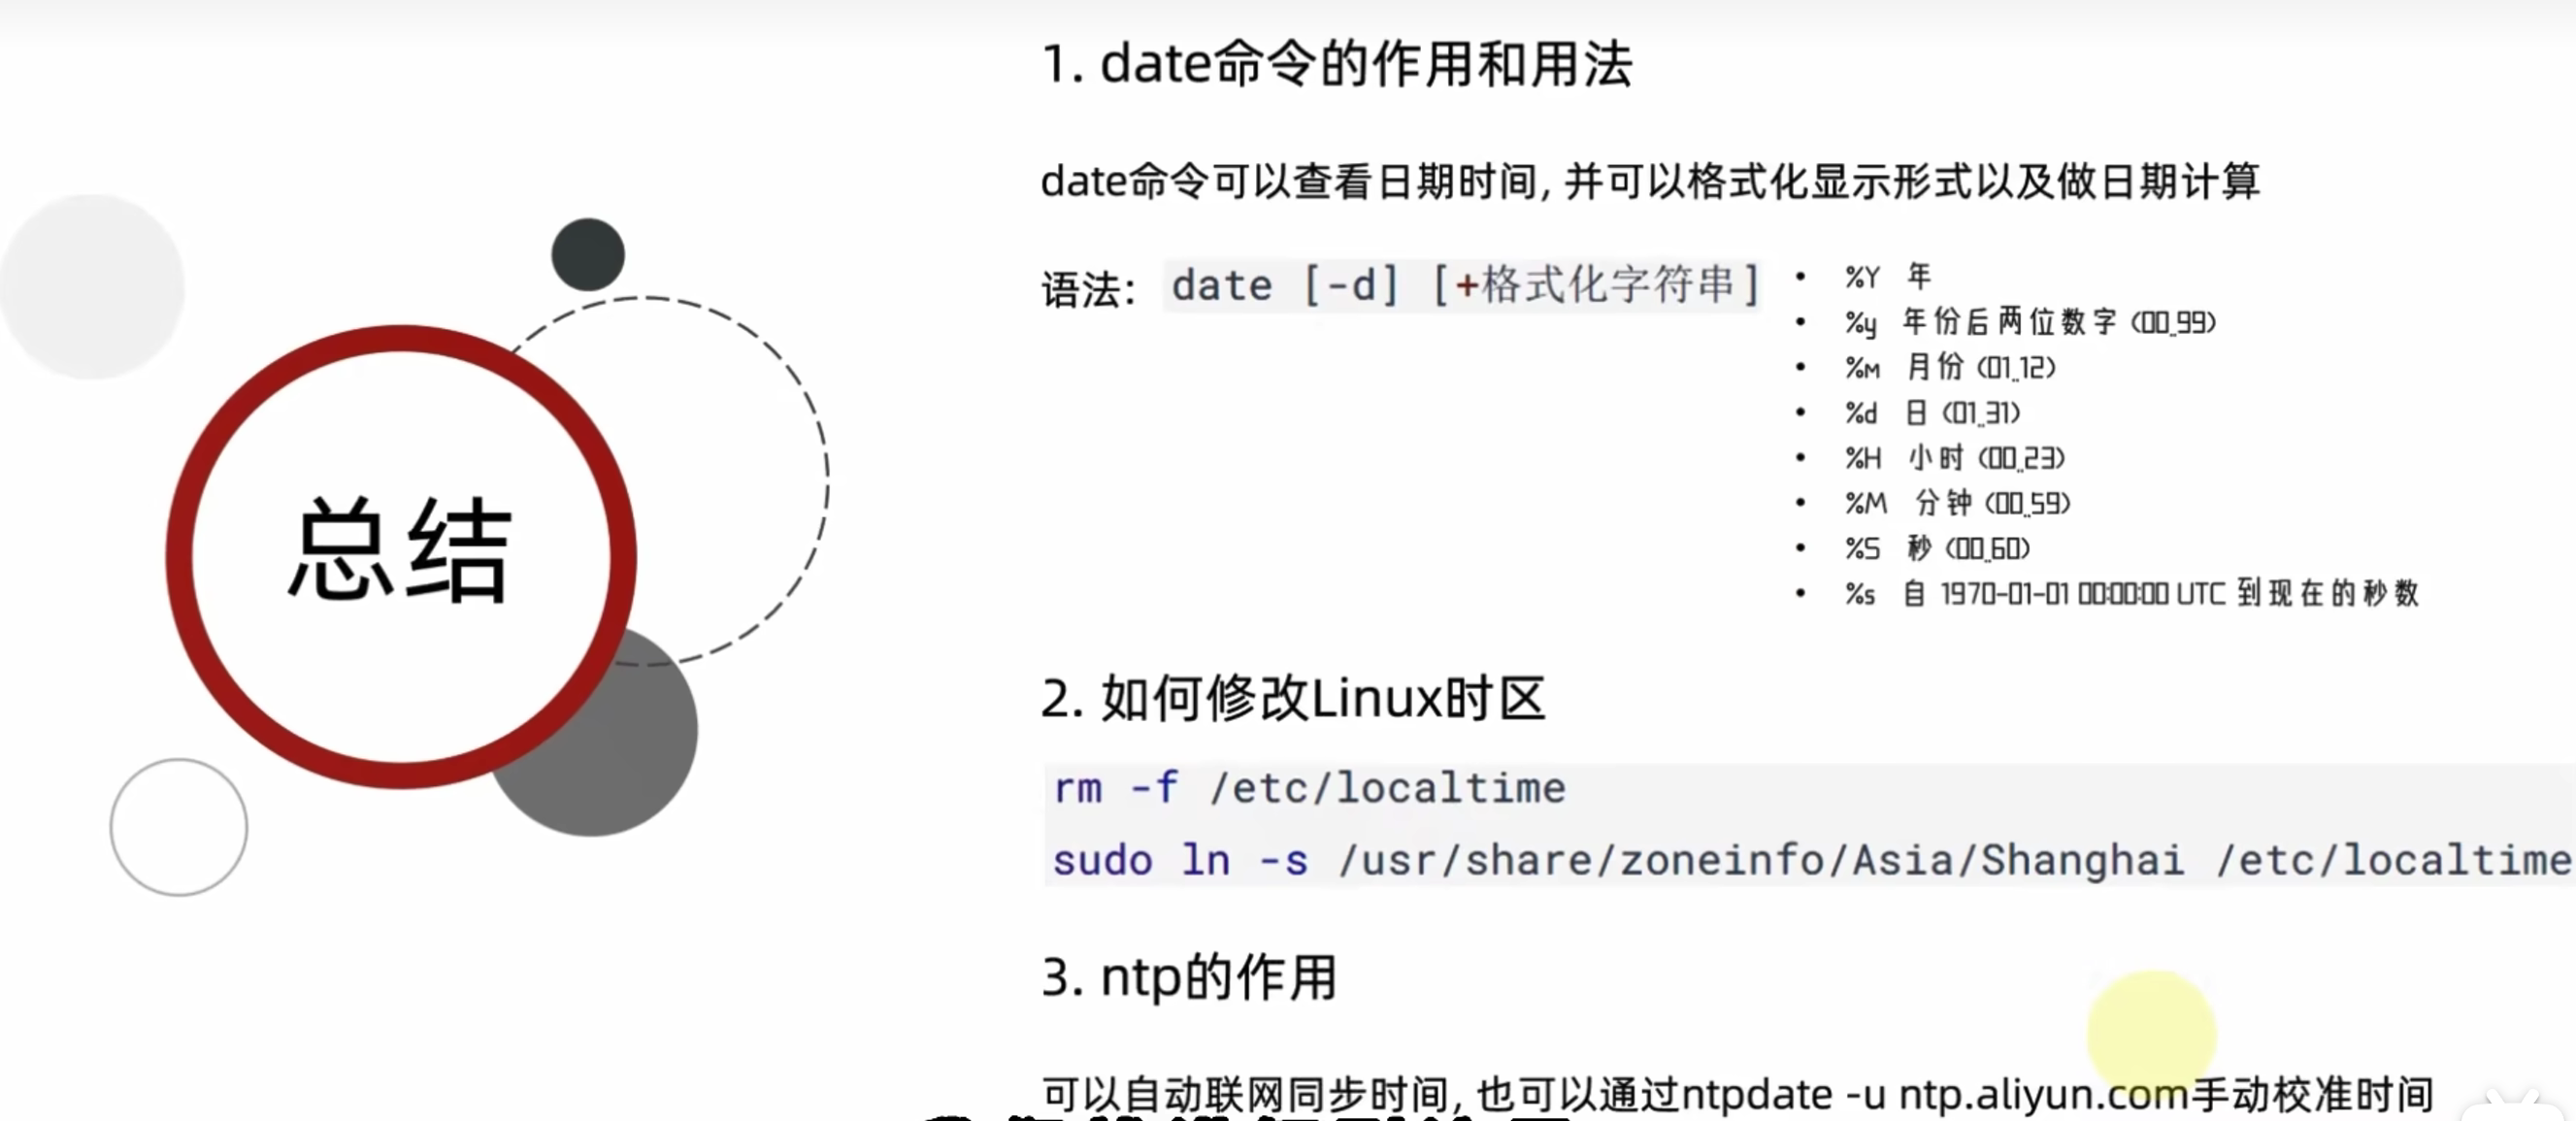 总结
1. date命令的作用和用法
date命令可以查看日期时间, 并可以格式化显示形式以及做日期计算
语法： date [-d] [+格式化字符串]
• %Y 年
• %y 年份后两位数字 (00..99)
• %m 月份 (01..12)
• %d 日 (01..31)
• %H 小时 (00..23)
• %M 分钟 (00..59)
• %S 秒 (00..60)
• %s 自 1970-01-01 00:00:00 UTC 到现在的秒数
2. 如何修改Linux时区
rm -f /etc/localtime
sudo ln -s /usr/share/zoneinfo/Asia/Shanghai /etc/localtime
3. ntp的作用
可以自动联网同步时间, 也可以通过ntpdate -u ntp.aliyun.com手动校准时间